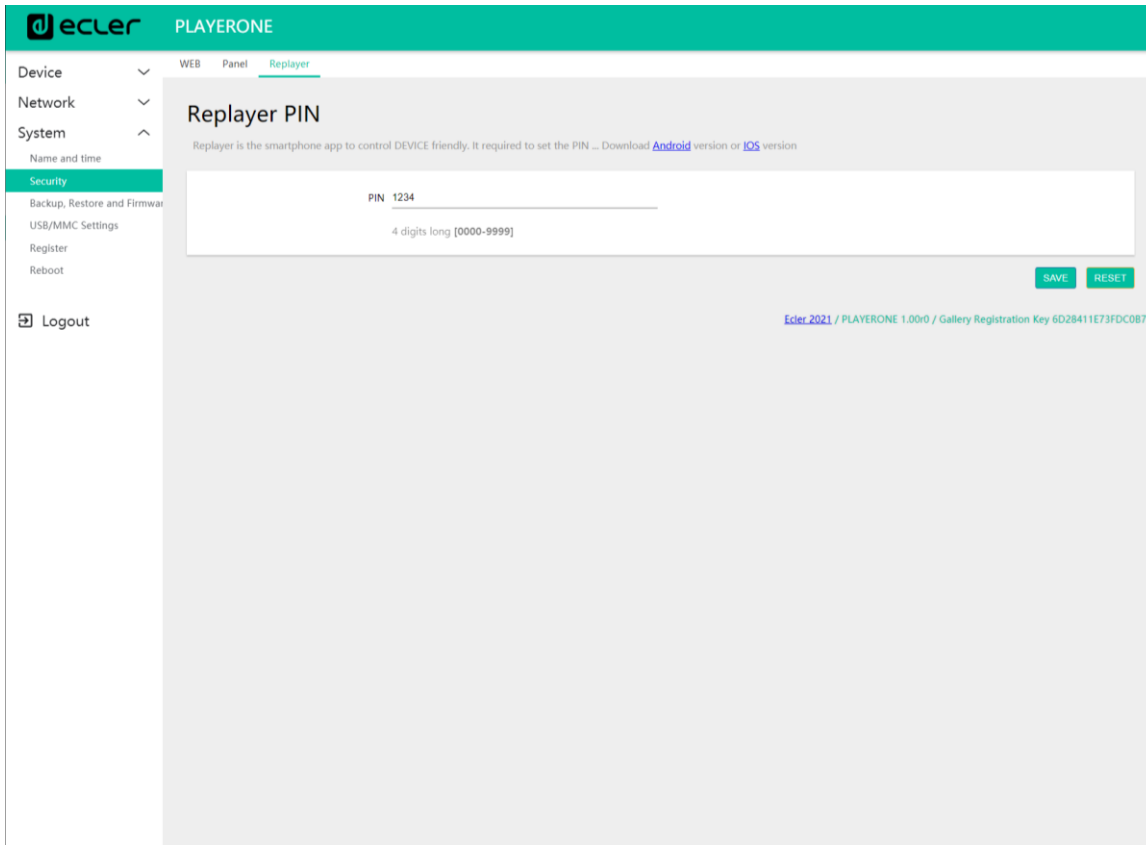 ecler PLAYERONE
WEB Panel Replayer
Device
Network
System
Name and time
Security
Backup, Restore and Firmwar
USB/MMC Settings
Register
Reboot
Logout
Replayer PIN
Replayer is the smartphone app to control DEVICE friendly. It required to set the PIN ... Download Android version or IOS version
PIN 1234
4 digits long [0000-9999]
SAVE RESET
Ecler 2021 / PLAYERONE 1.00r0 / Gallery Registration Key 6D28411E73FDC0B7